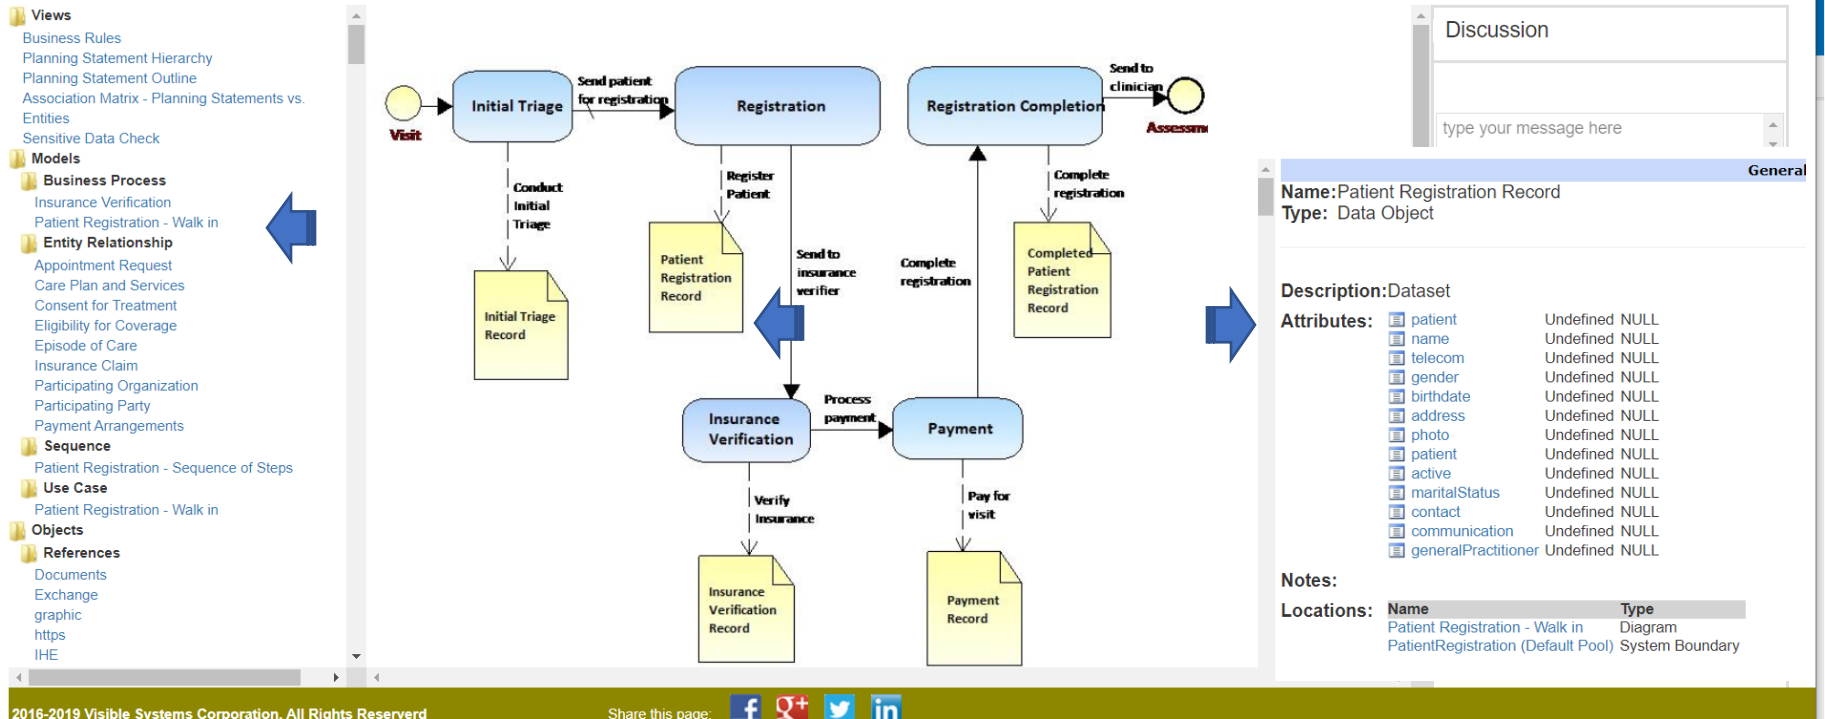 Views
Business Rules
Planning Statement Hierarchy
Planning Statement Outline
Association Matrix - Planning Statements vs.
Entities
Sensitive Data Check
Models
Business Process
Insurance Verification
Patient Registration - Walk in
Entity Relationship
Appointment Request
Care Plan and Services
Consent for Treatment
Eligibility for Coverage
Episode of Care
Insurance Claim
Participating Organization
Participating Party
Payment Arrangements
Sequence
Patient Registration - Sequence of Steps
Use Case
Patient Registration - Walk in
Objects
References
Documents
Exchange
graphic
https
IHE
Visit
Initial Triage
Send patient
for registration
Registration
Registration Completion
Send to
clinician
Assessme
Conduct
Initial
Triage
Initial Triage
Record
Register
Patient
Patient
Registration
Record
Send to
insurance
verifier
Complete
registration
Complete
registration
Completed
Patient
Registration
Record
Insurance
Verification
Process
payment
Payment
Verify
Insurance
Insurance
Verification
Record
Pay for
visit
Payment
Record
Discussion
type your message here
General
Name:Patient Registration Record
Type: Data Object
Description:Dataset
Attributes: patient Undefined NULL
name Undefined NULL
telecom Undefined NULL
gender Undefined NULL
birthdate Undefined NULL
address Undefined NULL
photo Undefined NULL
patient Undefined NULL
active Undefined NULL
maritalStatus Undefined NULL
contact Undefined NULL
communication Undefined NULL
generalPractitioner Undefined NULL
Notes:
Locations: Name Type
Patient Registration - Walk in Diagram
PatientRegistration (Default Pool) System Boundary
2016-2019 Visible Systems Corporation. All Rights Reserverd
Share this page: f g+ in